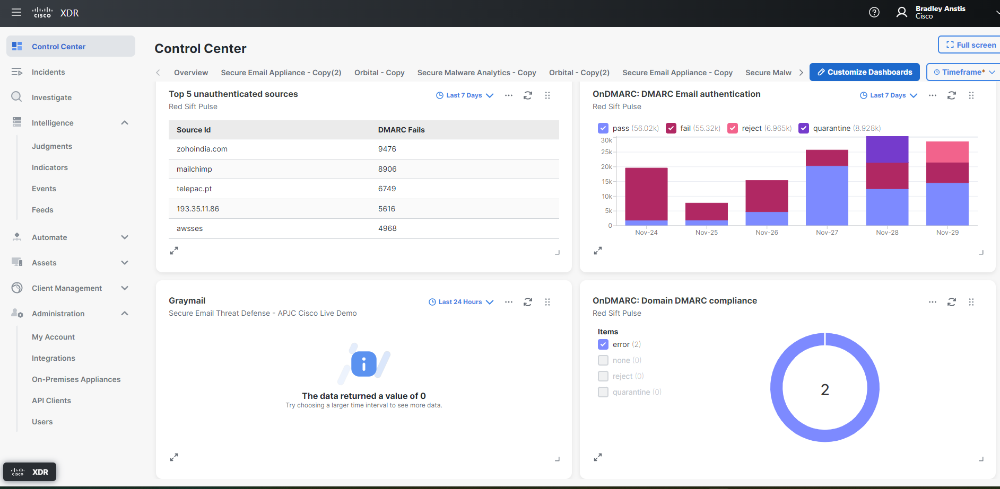 cisco XDR
Bradley Anstis
Cisco
Control Center
Incidents
Investigate
Intelligence
Judgments
Indicators
Events
Feeds
Automate
Assets
Client Management
Administration
My Account
Integrations
On-Premises Appliances
API Clients
Users
cisco XDR
Control Center
Full screen
Overview Secure Email Appliance - Copy(2) Orbital - Copy Secure Malware Analytics - Copy Orbital - Copy(2) Secure Email Appliance - Copy Secure Malw
Customize Dashboards
Timeframe*
Top 5 unauthenticated sources
Last 7 Days
Red Sift Pulse
Source Id DMARC Fails
zohoindia.com 9476
mailchimp 8906
telepac.pt 6749
193.35.11.86 5616
awsses 4968
OnDMARC: DMARC Email authentication
Last 7 Days
Red Sift Pulse
pass (56.02k) fail (55.32k) reject (6.965k) quarantine (8.928k)
30k
25k
20k
15k
10k
5k
0
Nov-24 Nov-25 Nov-26 Nov-27 Nov-28 Nov-29
Graymail
Last 24 Hours
Secure Email Threat Defense - APJC Cisco Live Demo
The data returned a value of 0
Try choosing a larger time interval to see more data.
OnDMARC: Domain DMARC compliance
Red Sift Pulse
Items
error (2)
none (0)
reject (0)
quarantine (0)
2